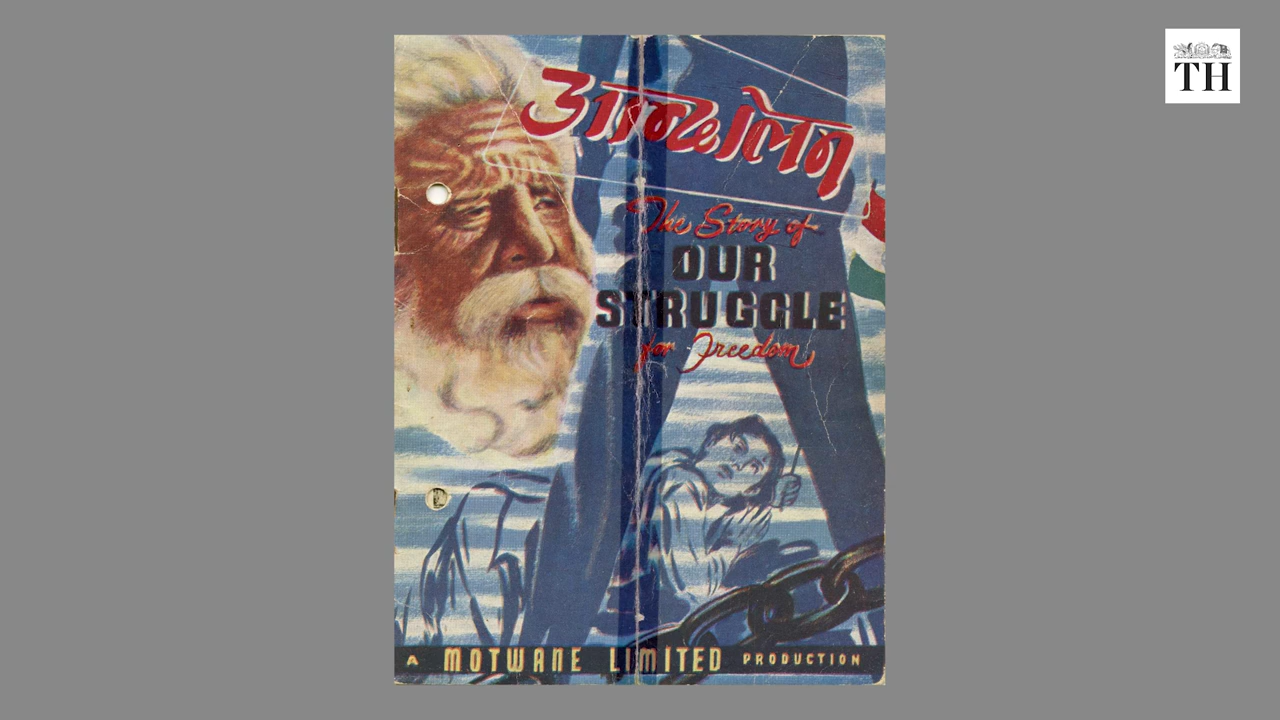 TH
आन्दोलन
The Story of
OUR
STRUGGLE
for Freedom
A MOTWANE LIMITED PRODUCTION